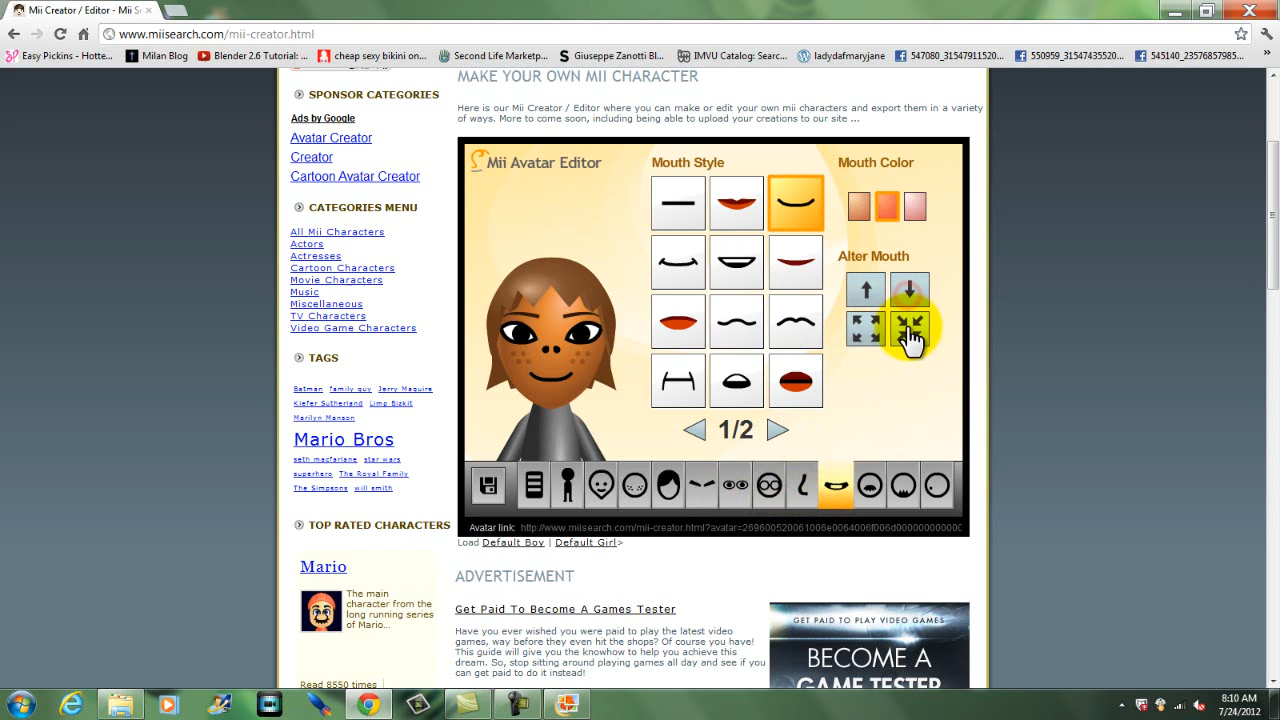 Mii Creator / Editor - Mii S
www.miisearch.com/mii-creator.html
Easy Pickins - Hotte...
Milan Blog
Blender 2.6 Tutorial: ...
cheap sexy bikini on...
Second Life Marketp...
Giuseppe Zanotti Bl...
IMVU Catalog: Searc...
ladydafmaryjane
547080_31547911520...
550959_31547435520...
545140_23576857985...
SPONSOR CATEGORIES
Ads by Google
Avatar Creator
Creator
Cartoon Avatar Creator
CATEGORIES MENU
All Mii Characters
Actors
Actresses
Cartoon Characters
Movie Characters
Music
Miscellaneous
TV Characters
Video Game Characters
TAGS
Batman family guy Jerry Maguire
Kiefer Sutherland Limp Bizkit
Marilyn Manson
Mario Bros
seth macfarlane star wars
superhero The Royal Family
The Simpsons will smith
TOP RATED CHARACTERS
Mario
The main
character from the
long running series
of Mario...
Read 8550 times
MAKE YOUR OWN MII CHARACTER
Here is our Mii Creator / Editor where you can make or edit your own mii characters and export them in a variety
of ways. More to come soon, including being able to upload your creations to our site ...
Mii Avatar Editor
Mouth Style
Mouth Color
Alter Mouth
1/2
Avatar link: http://www.miisearch.com/mii-creator.html?avatar=269600520061006e0064006f006d000000000000
Load Default Boy | Default Girl>
ADVERTISEMENT
Get Paid To Become A Games Tester
Have you ever wished you were paid to play the latest video
games, way before they even hit the shops? Of course you have!
This guide will give you the knowhow to help you achieve this
dream. So, stop sitting around playing games all day and see if you
can get paid to do it instead!
GET PAID TO PLAY VIDEO GAMES
BECOME A
GAME TESTER
8:10 AM
7/24/2012